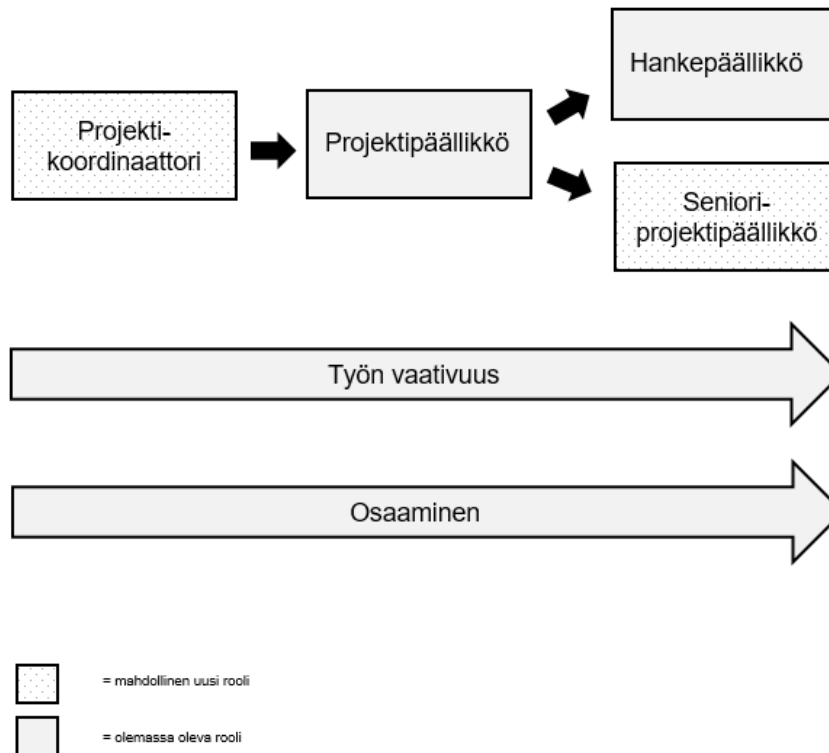 Hankepäällikkö
Projekti-
koordinaattori
Projektipäällikkö
Seniori-
projektipäällikkö
Työn vaativuus
Osaaminen
= mahdollinen uusi rooli
= olemassa oleva rooli